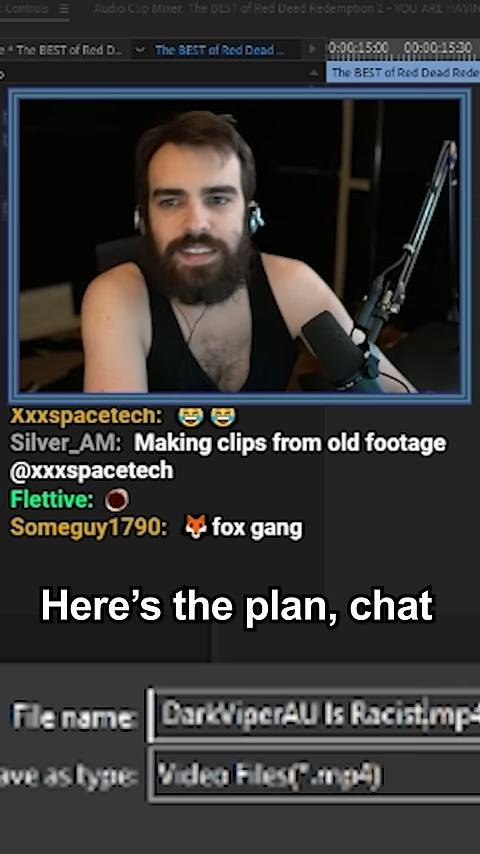 Controls
Audio Clip Mixer: The BEST of Red Dead Redemption 2 - YOU ARE HAVIN
e * The BEST of Red D...
The BEST of Red Dead ...
0:00:15:00
00:00:15:30
The BEST of Red Dead Rede
Xxxspacetech: 😂 😂
Silver_AM: Making clips from old footage
@xxxspacetech
Flettive:
Someguy1790: 🦊 fox gang
Here's the plan, chat
File name: DarkViperAU Is Racist.mp4
ave as type: Video Files(*.mp4)